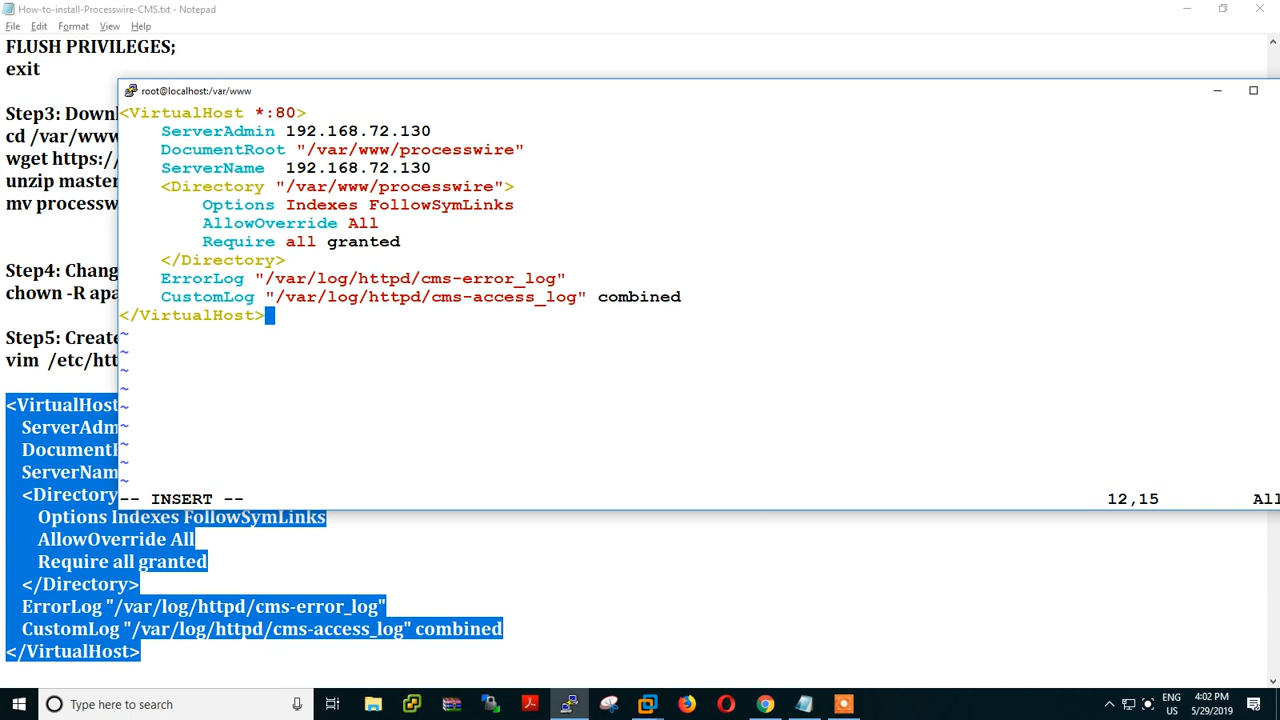 How-to-install-Processwire-CMS.txt - Notepad
File Edit Format View Help
FLUSH PRIVILEGES;
exit
root@localhost:/var/www
<VirtualHost *:80>
ServerAdmin 192.168.72.130
DocumentRoot "/var/www/processwire"
ServerName 192.168.72.130
<Directory "/var/www/processwire">
Options Indexes FollowSymLinks
AllowOverride All
Require all granted
</Directory>
ErrorLog "/var/log/httpd/cms-error_log"
CustomLog "/var/log/httpd/cms-access_log" combined
</VirtualHost>
~
~
~
~
~
~
~
~
~
-- INSERT -- 12,15 All
Step3: Down
cd /var/www
wget https:/
unzip master
mv processw
Step4: Chang
chown -R apa
Step5: Create
vim /etc/htt
<VirtualHost
ServerAdm
Document
ServerNam
<Directory
Options Indexes FollowSymLinks
AllowOverride All
Require all granted
</Directory>
ErrorLog "/var/log/httpd/cms-error_log"
CustomLog "/var/log/httpd/cms-access_log" combined
</VirtualHost>
Type here to search
ENG
US
4:02 PM
5/29/2019